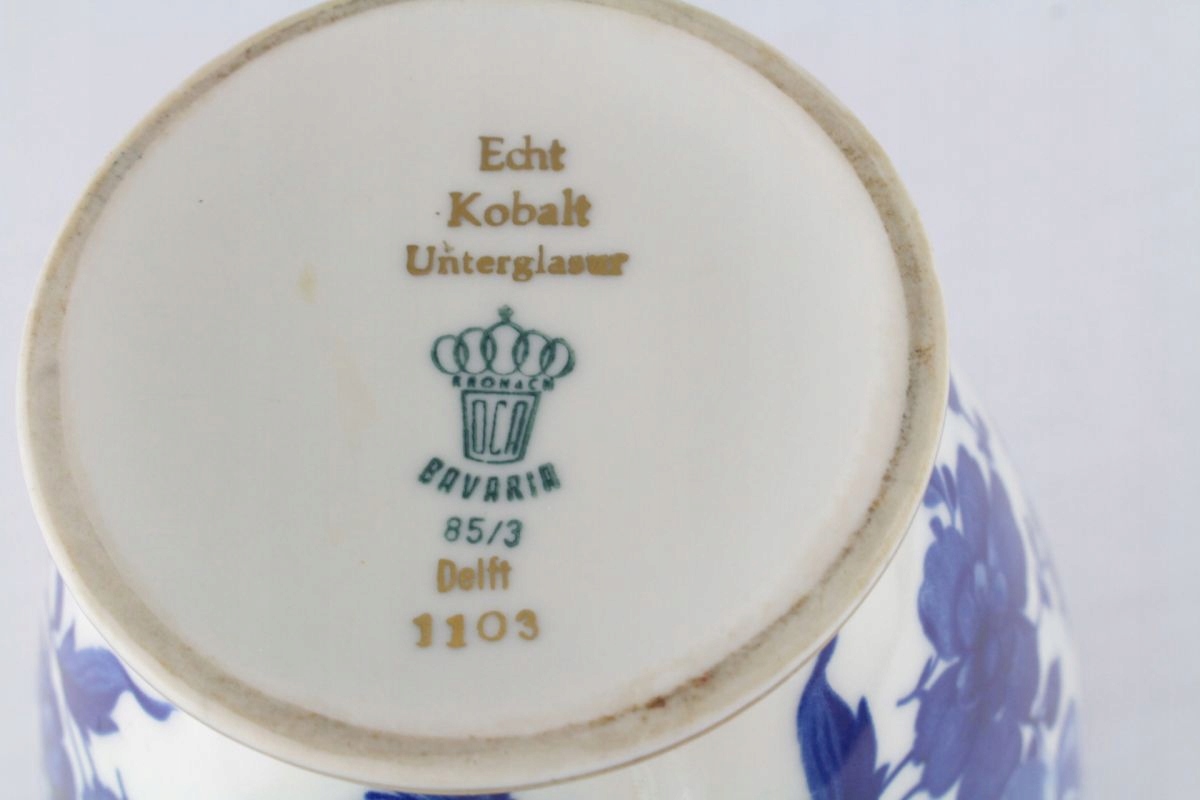 Echt
Kobalt
Unterglasur
KRONACH
OCA
BAVARIA
85/3
Delft
1103